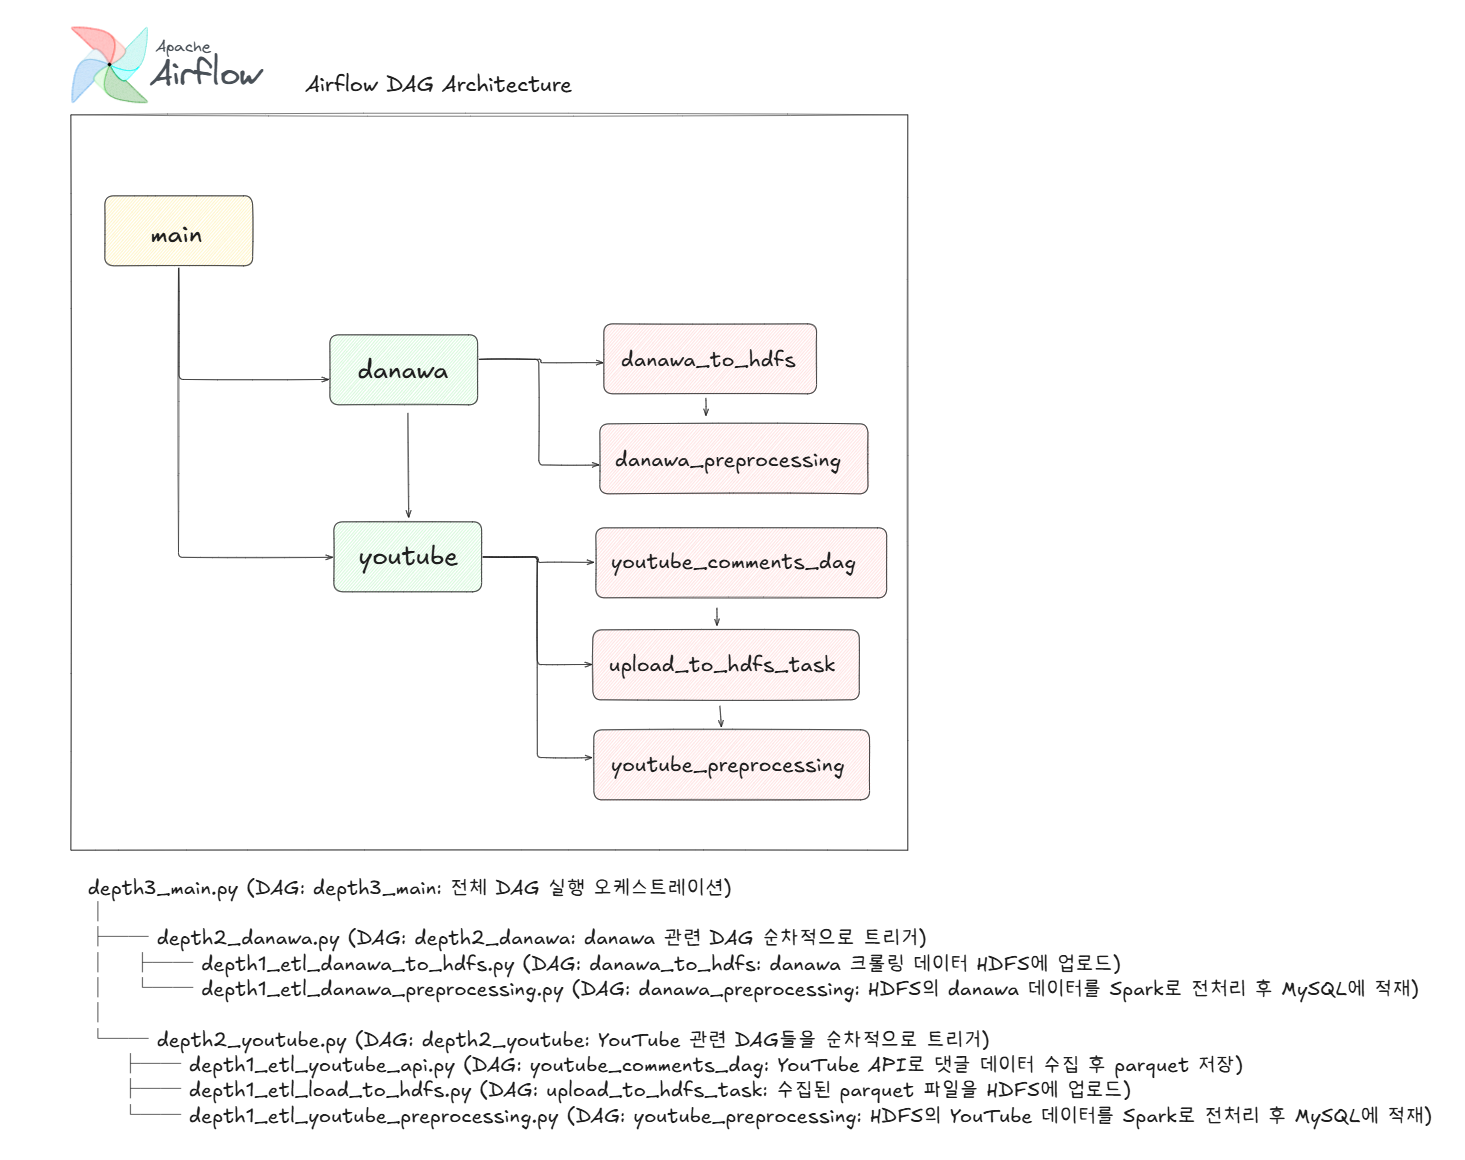 Apache
Airflow
Airflow DAG Architecture
main
danawa
danawa_to_hdfs
danawa_preprocessing
youtube
youtube_comments_dag
upload_to_hdfs_task
youtube_preprocessing
depth3_main.py (DAG: depth3_main: 전체 DAG 실행 오케스트레이션)
depth2_danawa.py (DAG: depth2_danawa: danawa 관련 DAG 순차적으로 트리거)
depth1_etl_danawa_to_hdfs.py (DAG: danawa_to_hdfs: danawa 크롤링 데이터 HDFS에 업로드)
depth1_etl_danawa_preprocessing.py (DAG: danawa_preprocessing: HDFS의 danawa 데이터를 Spark로 전처리 후 MySQL에 적재)
depth2_youtube.py (DAG: depth2_youtube: YouTube 관련 DAG들을 순차적으로 트리거)
depth1_etl_youtube_api.py (DAG: youtube_comments_dag: YouTube API로 댓글 데이터 수집 후 parquet 저장)
depth1_etl_load_to_hdfs.py (DAG: upload_to_hdfs_task: 수집된 parquet 파일을 HDFS에 업로드)
depth1_etl_youtube_preprocessing.py (DAG: youtube_preprocessing: HDFS의 YouTube 데이터를 Spark로 전처리 후 MySQL에 적재)